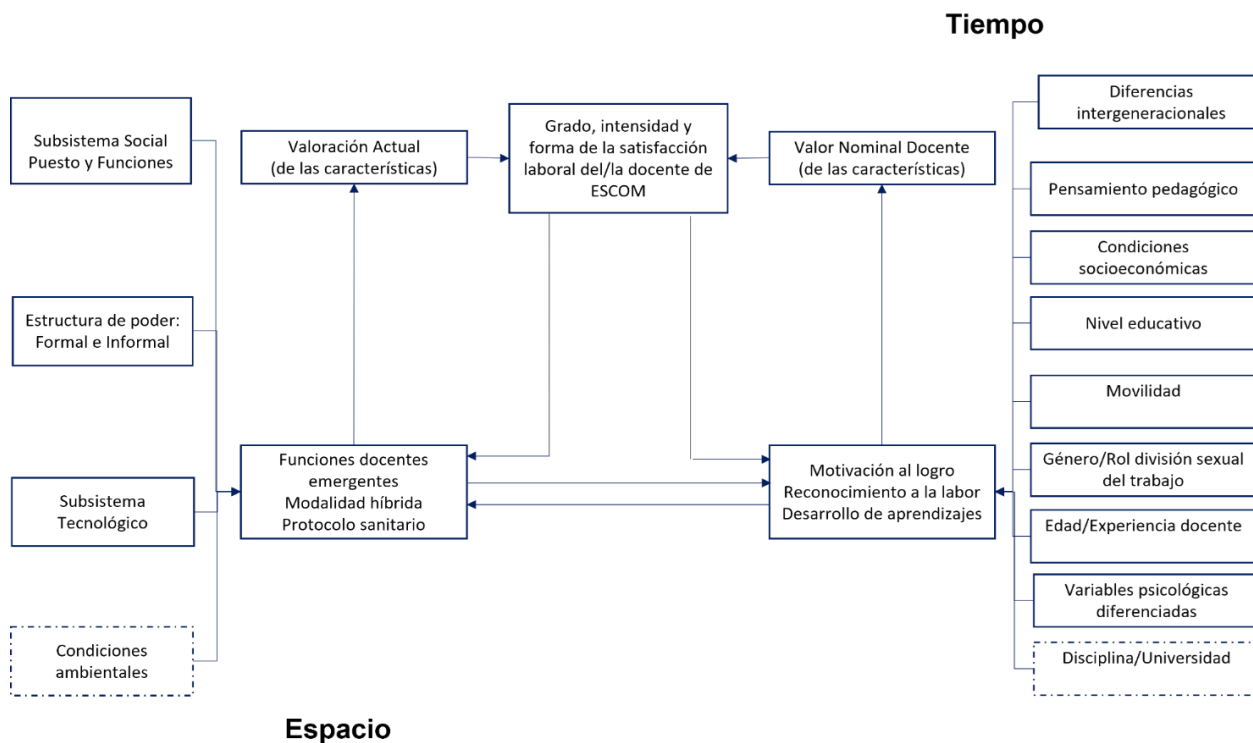 Tiempo
Subsistema Social
Puesto y Funciones
Estructura de poder:
Formal e Informal
Subsistema
Tecnológico
Condiciones
ambientales
Valoración Actual
(de las características)
Grado, intensidad y
forma de la satisfacción
laboral del/la docente de
ESCOM
Valor Nominal Docente
(de las características)
Funciones docentes
emergentes
Modalidad híbrida
Protocolo sanitario
Motivación al logro
Reconocimiento a la labor
Desarrollo de aprendizajes
Diferencias
intergeneracionales
Pensamiento pedagógico
Condiciones
socioeconómicas
Nivel educativo
Movilidad
Género/Rol división sexual
del trabajo
Edad/Experiencia docente
Variables psicológicas
diferenciadas
Disciplina/Universidad
Espacio